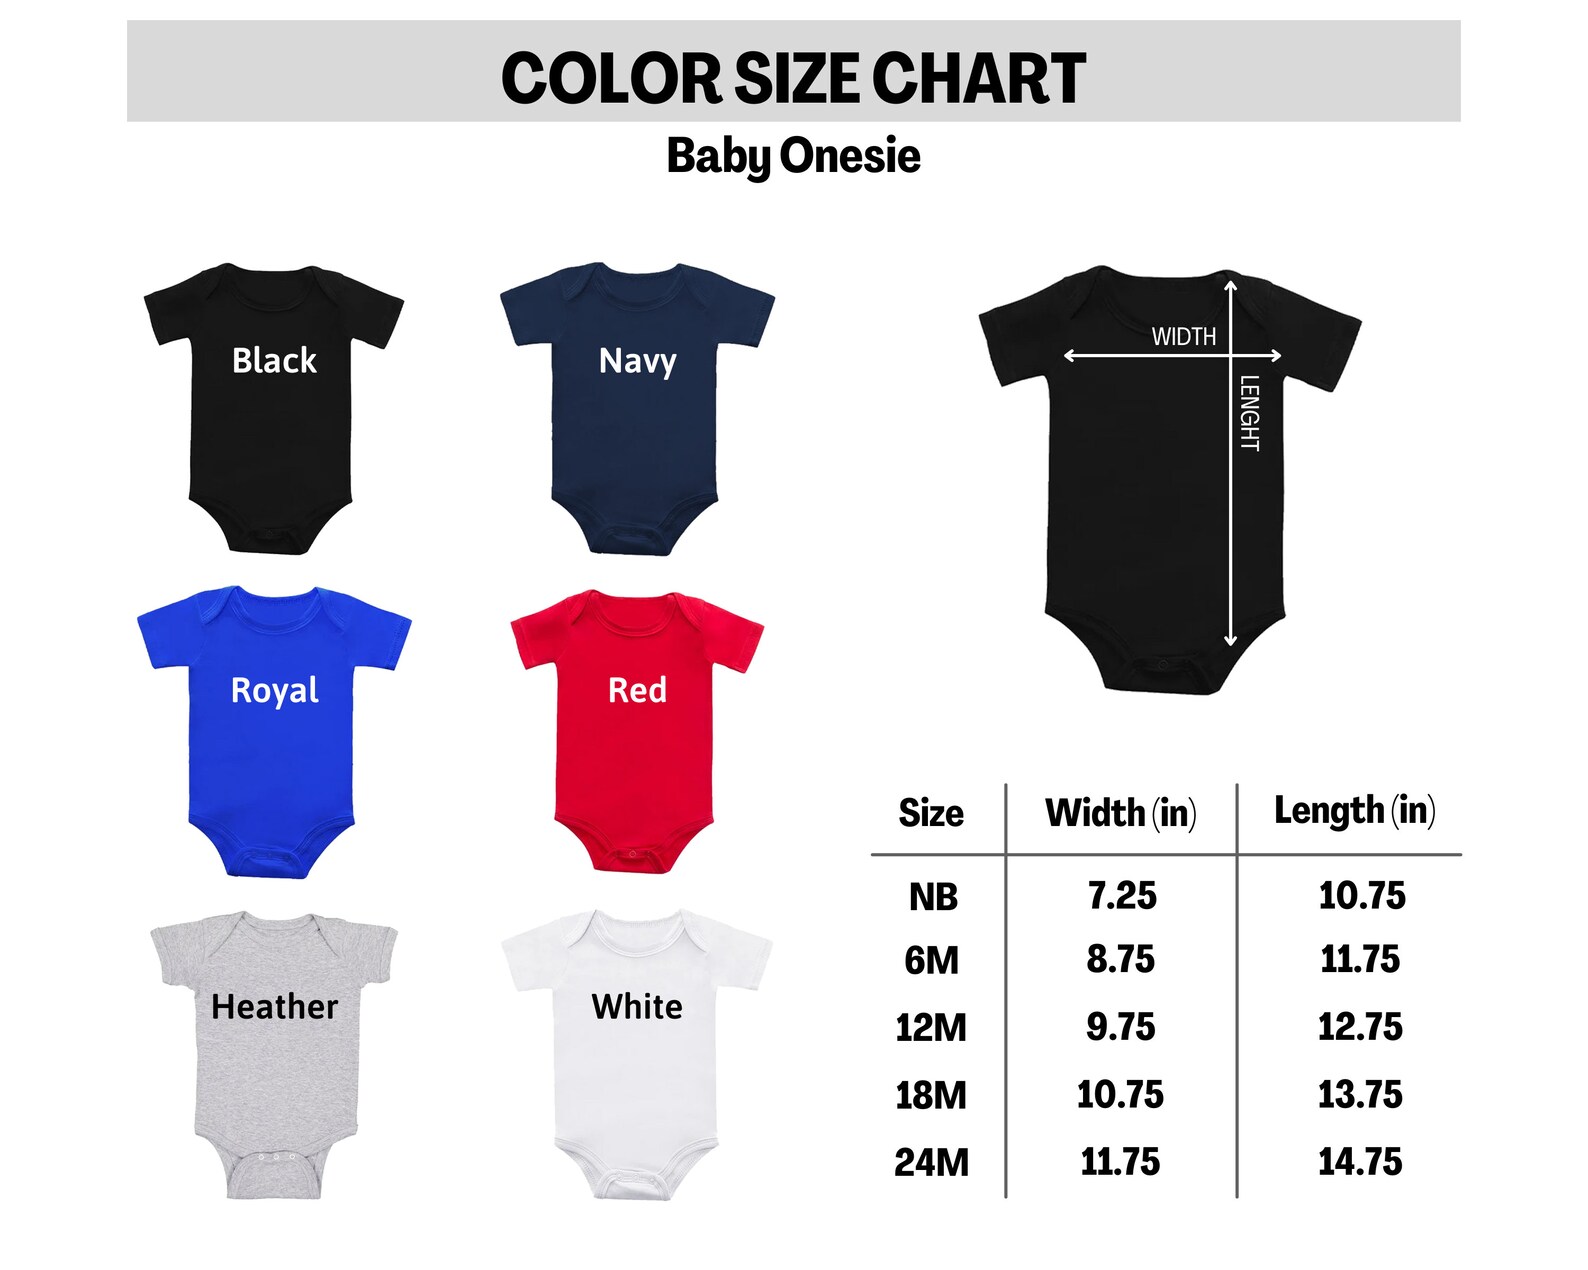 COLOR SIZE CHART
Baby Onesie
Black
Navy
Royal
Red
Heather
White
WIDTH
LENGHT
Size Width (in) Length (in)
NB 7.25 10.75
6M 8.75 11.75
12M 9.75 12.75
18M 10.75 13.75
24M 11.75 14.75